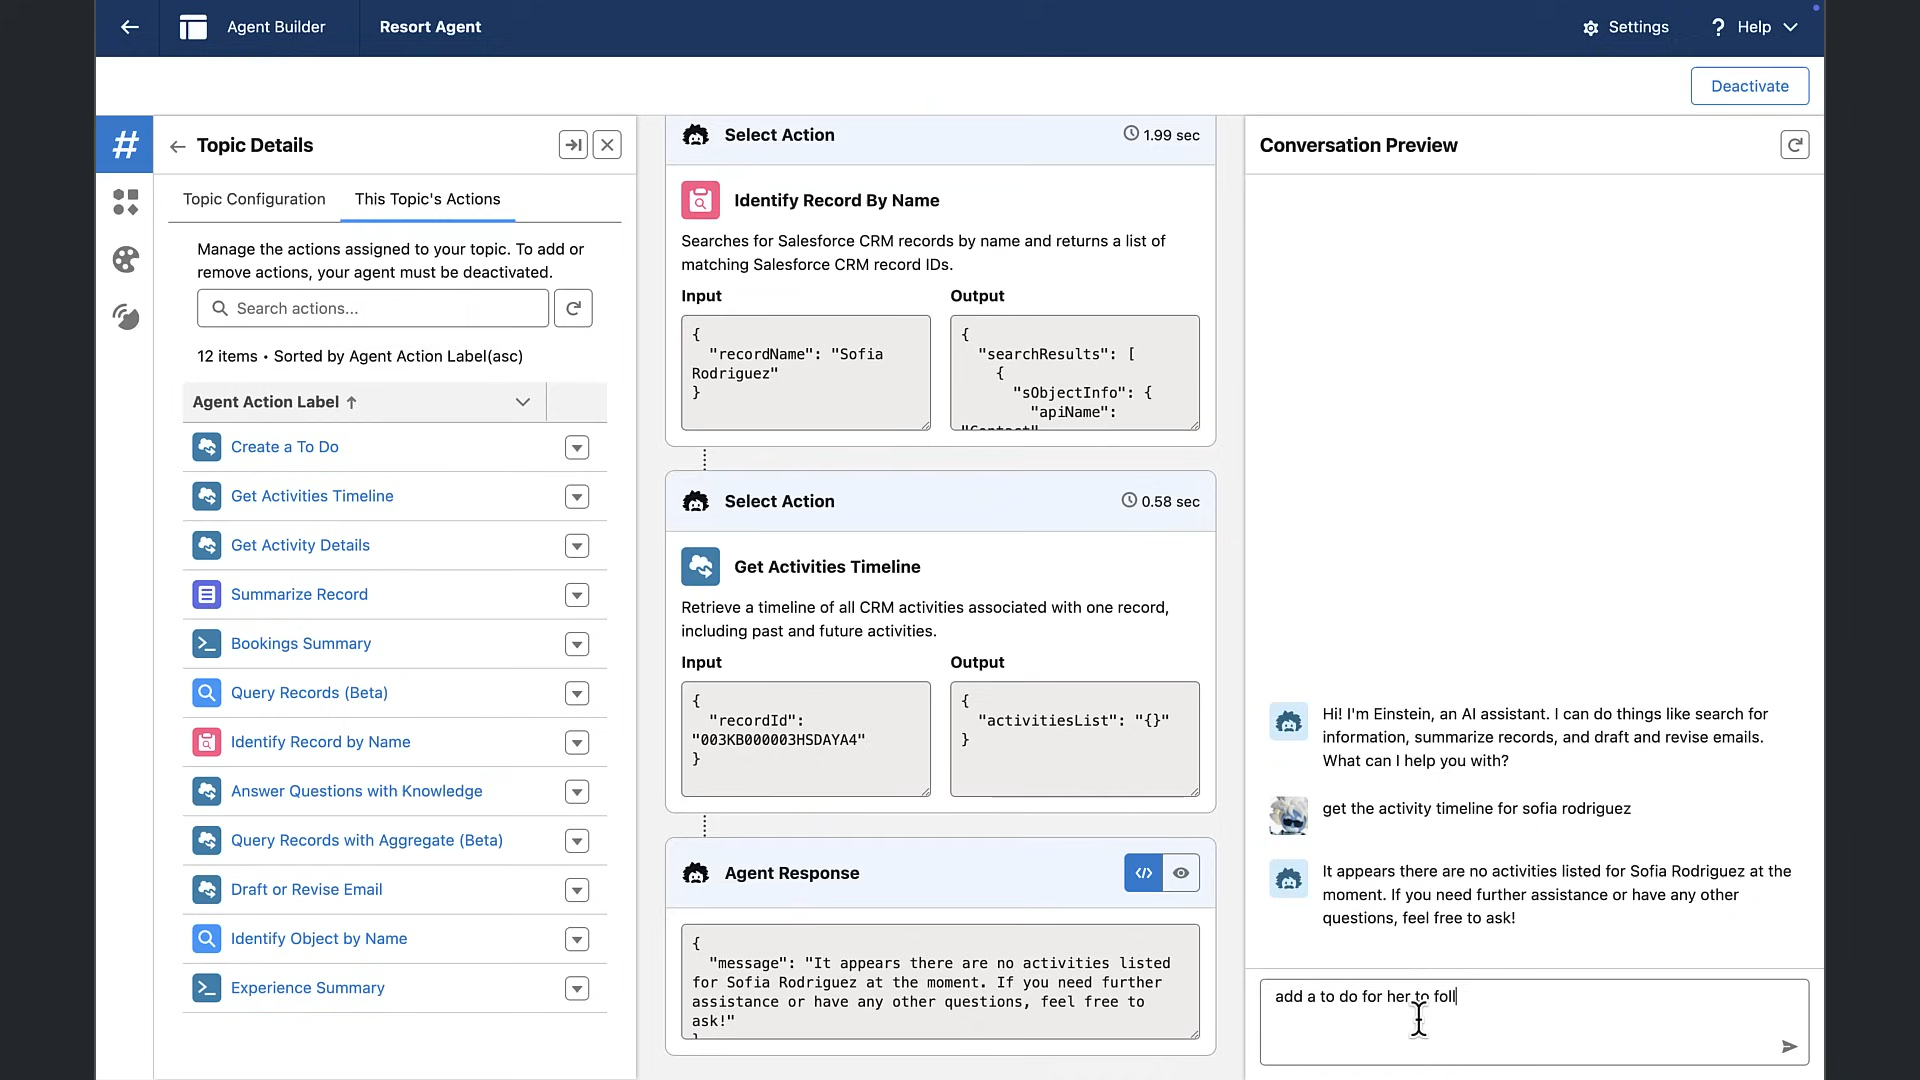 Agent Builder
Resort Agent
Settings
? Help
Deactivate
#
Topic Details
Topic Configuration
This Topic's Actions
Manage the actions assigned to your topic. To add or
remove actions, your agent must be deactivated.
Search actions...
12 items • Sorted by Agent Action Label(asc)
Agent Action Label ↑
Create a To Do
Get Activities Timeline
Get Activity Details
Summarize Record
Bookings Summary
Query Records (Beta)
Identify Record by Name
Answer Questions with Knowledge
Query Records with Aggregate (Beta)
Draft or Revise Email
Identify Object by Name
Experience Summary
Select Action
1.99 sec
Identify Record By Name
Searches for Salesforce CRM records by name and returns a list of
matching Salesforce CRM record IDs.
Input
{
"recordName": "Sofia
Rodriguez"
}
Output
{
"searchResults": [
{
"sObjectInfo": {
"apiName":
"Contact"
Select Action
0.58 sec
Get Activities Timeline
Retrieve a timeline of all CRM activities associated with one record,
including past and future activities.
Input
{
"recordId":
"003KB000003HSDAYA4"
}
Output
{
"activitiesList": "{}"
}
Agent Response
</>
{
"message": "It appears there are no activities listed
for Sofia Rodriguez at the moment. If you need further
assistance or have any other questions, feel free to
ask!"
}
Conversation Preview
Hi! I'm Einstein, an AI assistant. I can do things like search for
information, summarize records, and draft and revise emails.
What can I help you with?
get the activity timeline for sofia rodriguez
It appears there are no activities listed for Sofia Rodriguez at the
moment. If you need further assistance or have any other
questions, feel free to ask!
add a to do for her to foll